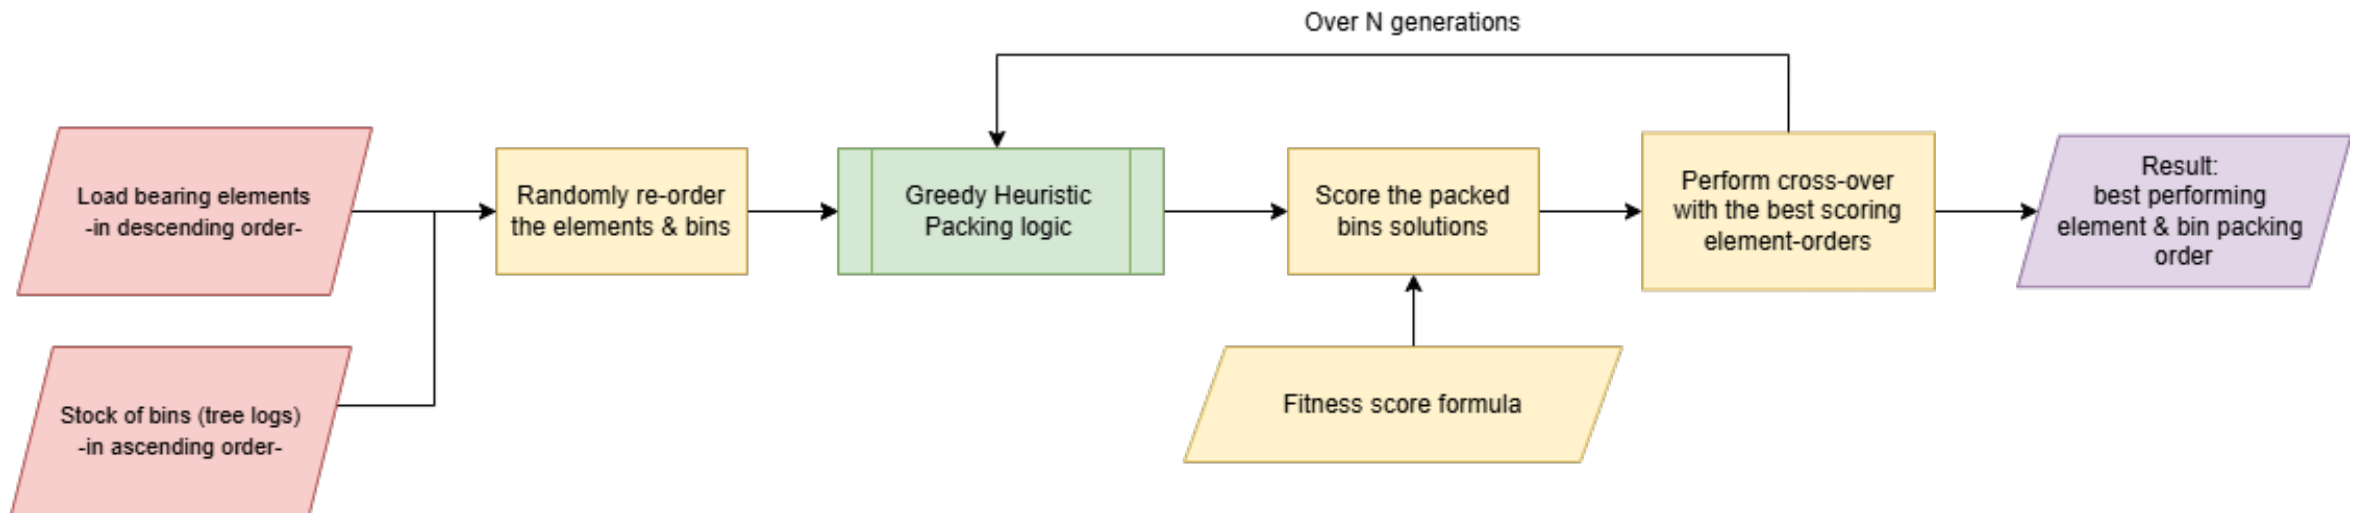 Over N generations
Load bearing elements
-in descending order-
Randomly re-order
the elements & bins
Greedy Heuristic
Packing logic
Score the packed
bins solutions
Perform cross-over
with the best scoring
element-orders
Result:
best performing
element & bin packing
order
Stock of bins (tree logs)
-in ascending order-
Fitness score formula